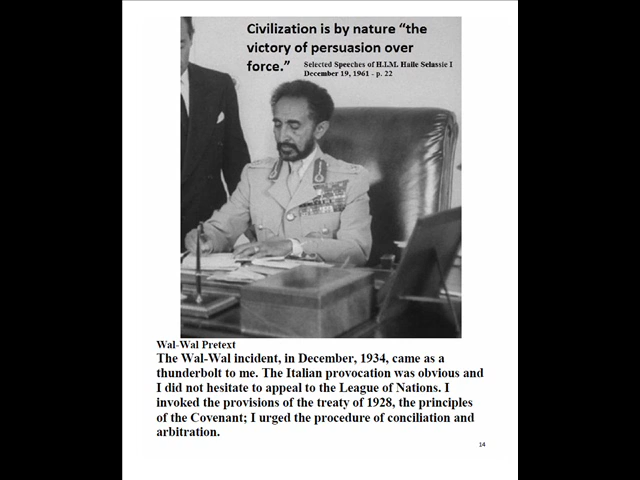 Civilization is by nature “the
victory of persuasion over
force.” Selected Speeches of H.I.M. Haile Selassie I
December 19, 1961 - p. 22
Wal-Wal Pretext
The Wal-Wal incident, in December, 1934, came as a
thunderbolt to me. The Italian provocation was obvious and
I did not hesitate to appeal to the League of Nations. I
invoked the provisions of the treaty of 1928, the principles
of the Covenant; I urged the procedure of conciliation and
arbitration.
14